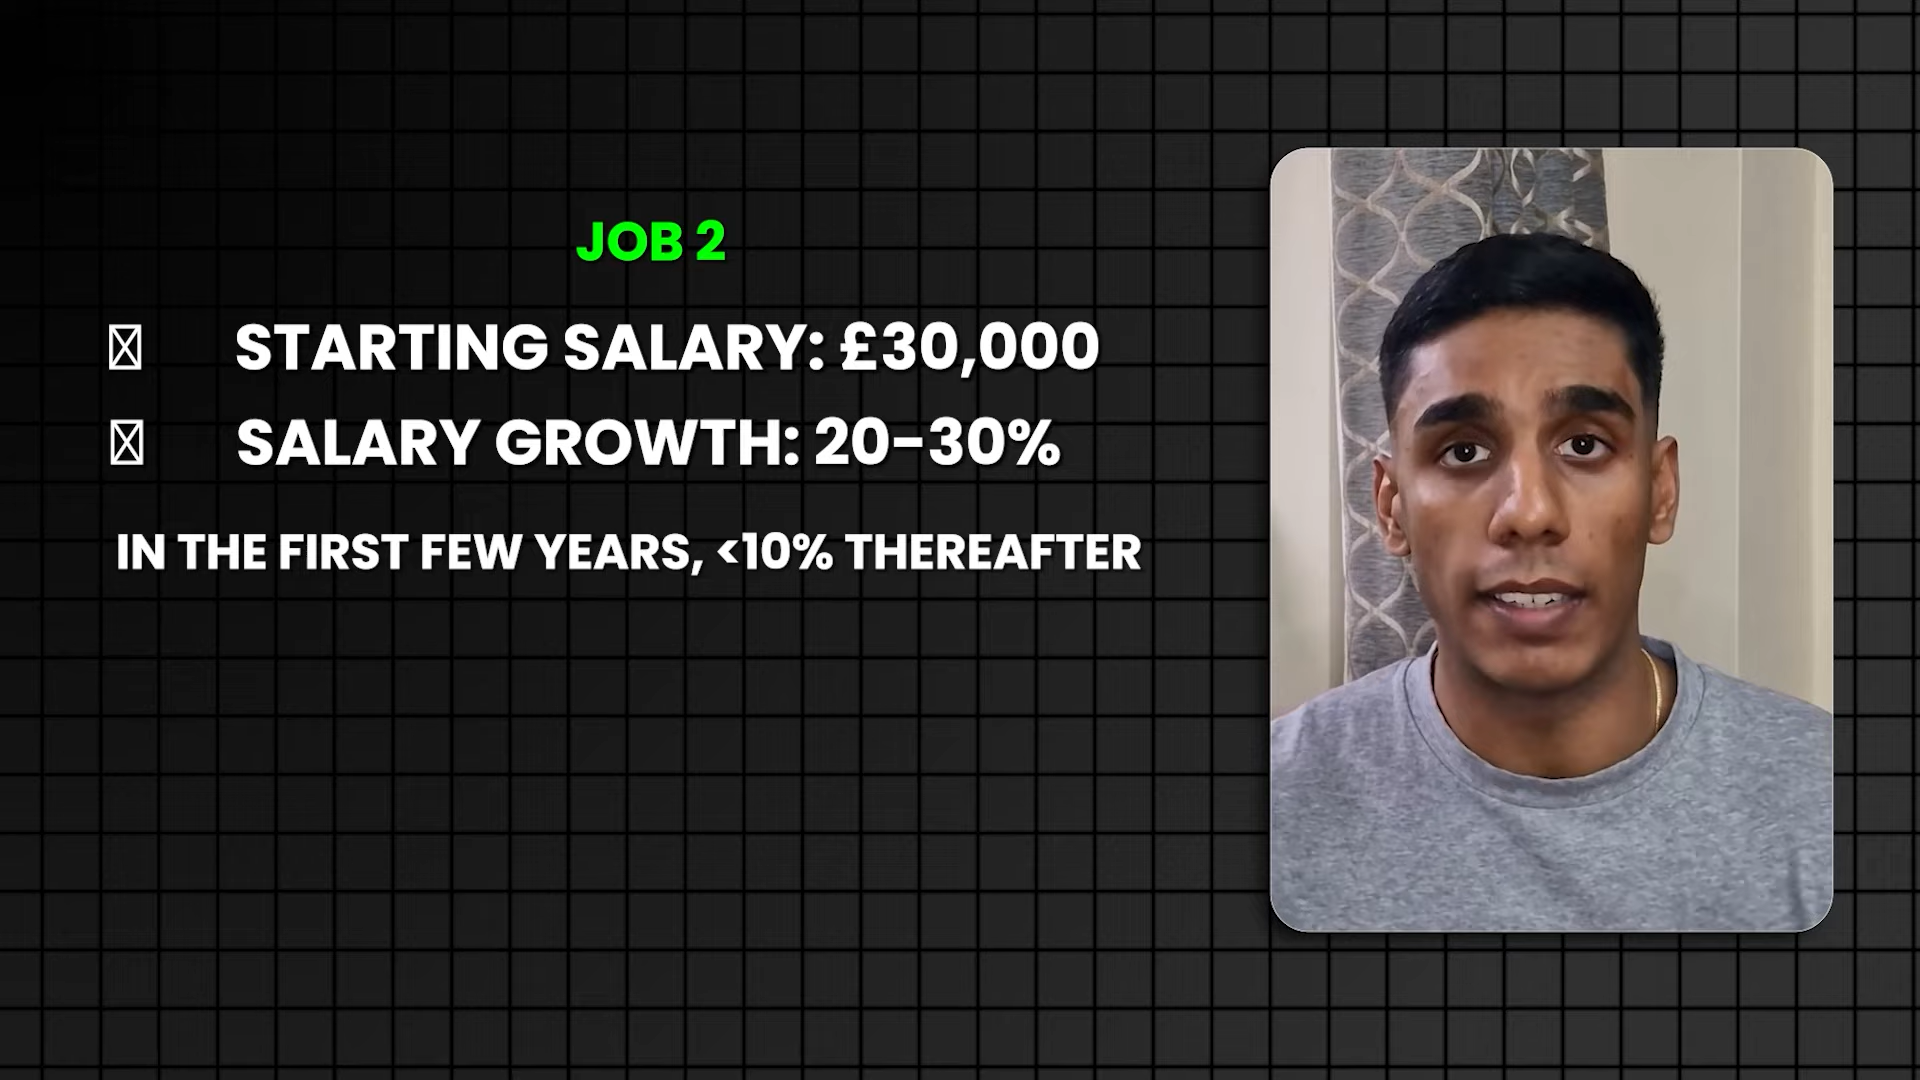 JOB 2
STARTING SALARY: £30,000
SALARY GROWTH: 20-30%
IN THE FIRST FEW YEARS, <10% THEREAFTER